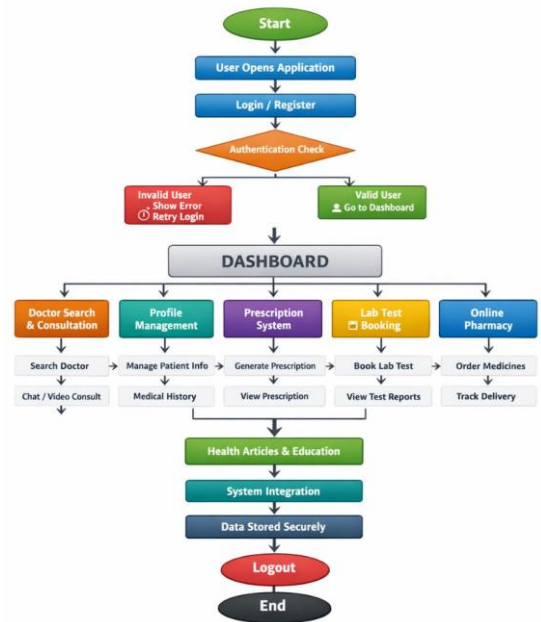 Start
User Opens Application
Login / Register
Authentication Check
Invalid User
Show Error
Retry Login
Valid User
Go to Dashboard
DASHBOARD
Doctor Search
& Consultation
Profile
Management
Prescription
System
Lab Test
Booking
Online
Pharmacy
Search Doctor
Manage Patient Info
Generate Prescription
Book Lab Test
Order Medicines
Chat / Video Consult
Medical History
View Prescription
View Test Reports
Track Delivery
Health Articles & Education
System Integration
Data Stored Securely
Logout
End